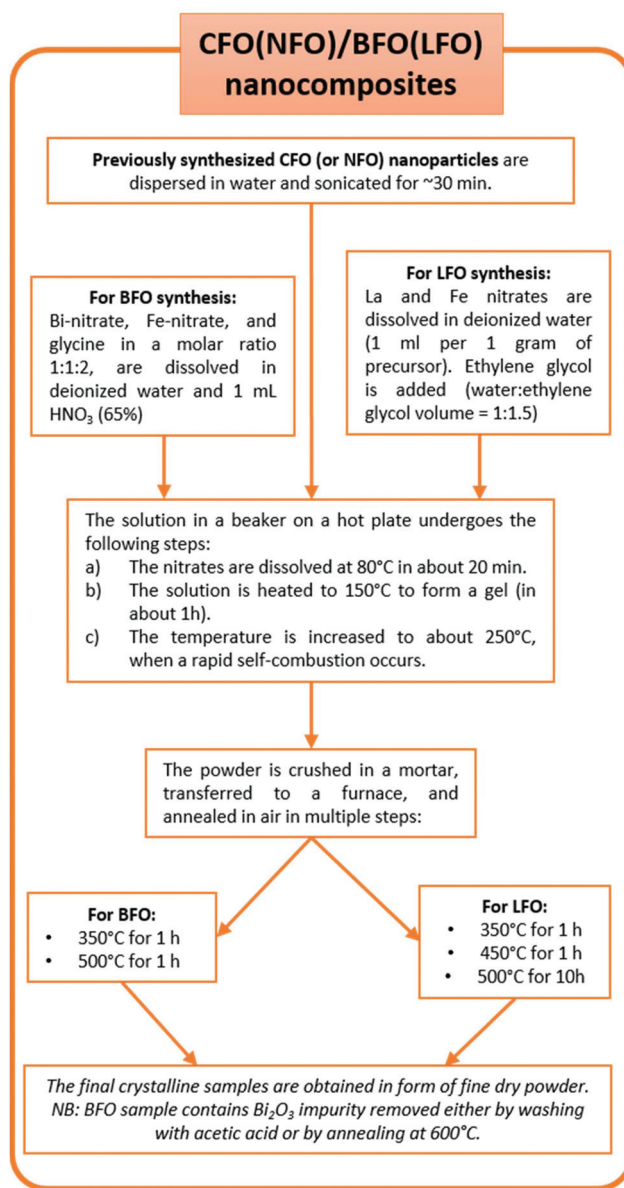 CFO(NFO)/BFO(LFO)
nanocomposites
Previously synthesized CFO (or NFO) nanoparticles are
dispersed in water and sonicated for ~30 min.
For BFO synthesis:
Bi-nitrate, Fe-nitrate, and
glycine in a molar ratio
1:1:2, are dissolved in
deionized water and 1 mL
HNO₃ (65%)
For LFO synthesis:
La and Fe nitrates are
dissolved in deionized water
(1 ml per 1 gram of
precursor). Ethylene glycol
is added (water:ethylene
glycol volume = 1:1.5)
The solution in a beaker on a hot plate undergoes the
following steps:
a) The nitrates are dissolved at 80°C in about 20 min.
b) The solution is heated to 150°C to form a gel (in
about 1h).
c) The temperature is increased to about 250°C,
when a rapid self-combustion occurs.
The powder is crushed in a mortar,
transferred to a furnace, and
annealed in air in multiple steps:
For BFO:
• 350°C for 1 h
• 500°C for 1 h
For LFO:
• 350°C for 1 h
• 450°C for 1 h
• 500°C for 10h
The final crystalline samples are obtained in form of fine dry powder.
NB: BFO sample contains Bi₂O₃ impurity removed either by washing
with acetic acid or by annealing at 600°C.